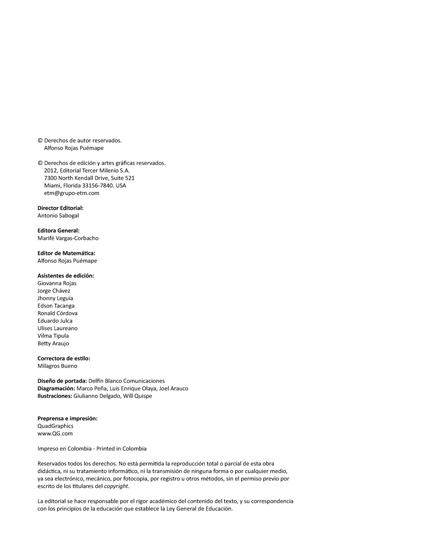 © Derechos de autor reservados.
Alfonso Rojas Puémape
© Derechos de edición y artes gráficas reservados.
2012, Editorial Tercer Milenio S.A.
7300 North Kendall Drive, Suite 521
Miami, Florida 33156-7840. USA
etm@grupo-etm.com
Director Editorial:
Antonio Sabogal
Editora General:
Marifé Vargas-Corbacho
Editor de Matemática:
Alfonso Rojas Puémape
Asistentes de edición:
Giovanna Rojas
Jorge Chávez
Jhonny Leguía
Edson Tacanga
Ronald Córdova
Eduardo Julca
Ulises Laureano
Vilma Tipula
Betty Araujo
Correctora de estilo:
Milagros Bueno
Diseño de portada: Delfín Blanco Comunicaciones
Diagramación: Marco Peña, Luis Enrique Olaya, Joel Arauco
Ilustraciones: Giulianno Delgado, Will Quispe
Preprensa e impresión:
QuadGraphics
www.QG.com
Impreso en Colombia - Printed in Colombia
Reservados todos los derechos. No está permitida la reproducción total o parcial de esta obra
didáctica, ni su tratamiento informático, ni la transmisión de ninguna forma o por cualquier medio,
ya sea electrónico, mecánico, por fotocopia, por registro u otros métodos, sin el permiso previo por
escrito de los titulares del copyright.
La editorial se hace responsable por el rigor académico del contenido del texto, y su correspondencia
con los principios de la educación que establece la Ley General de Educación.